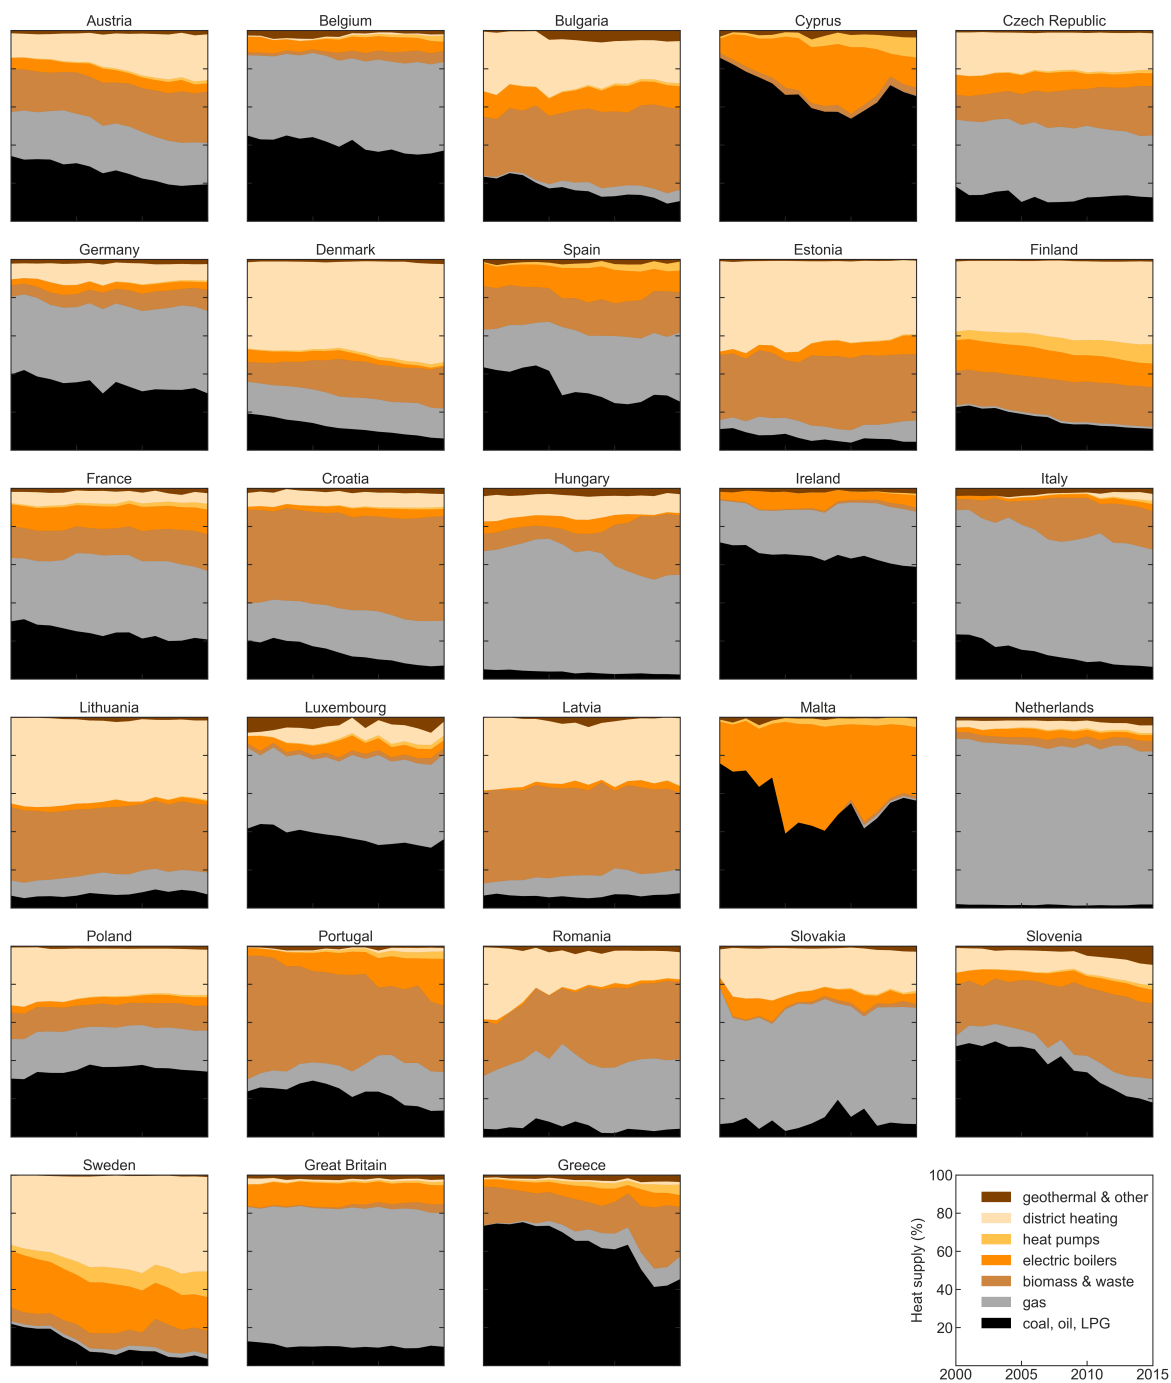 Austria
Belgium
Bulgaria
Cyprus
Czech Republic
Germany
Denmark
Spain
Estonia
Finland
France
Croatia
Hungary
Ireland
Italy
Lithuania
Luxembourg
Latvia
Malta
Netherlands
Poland
Portugal
Romania
Slovakia
Slovenia
Sweden
Great Britain
Greece
Heat supply (%)
100
80
60
40
20
geothermal & other
district heating
heat pumps
electric boilers
biomass & waste
gas
coal, oil, LPG
2000 2005 2010 2015